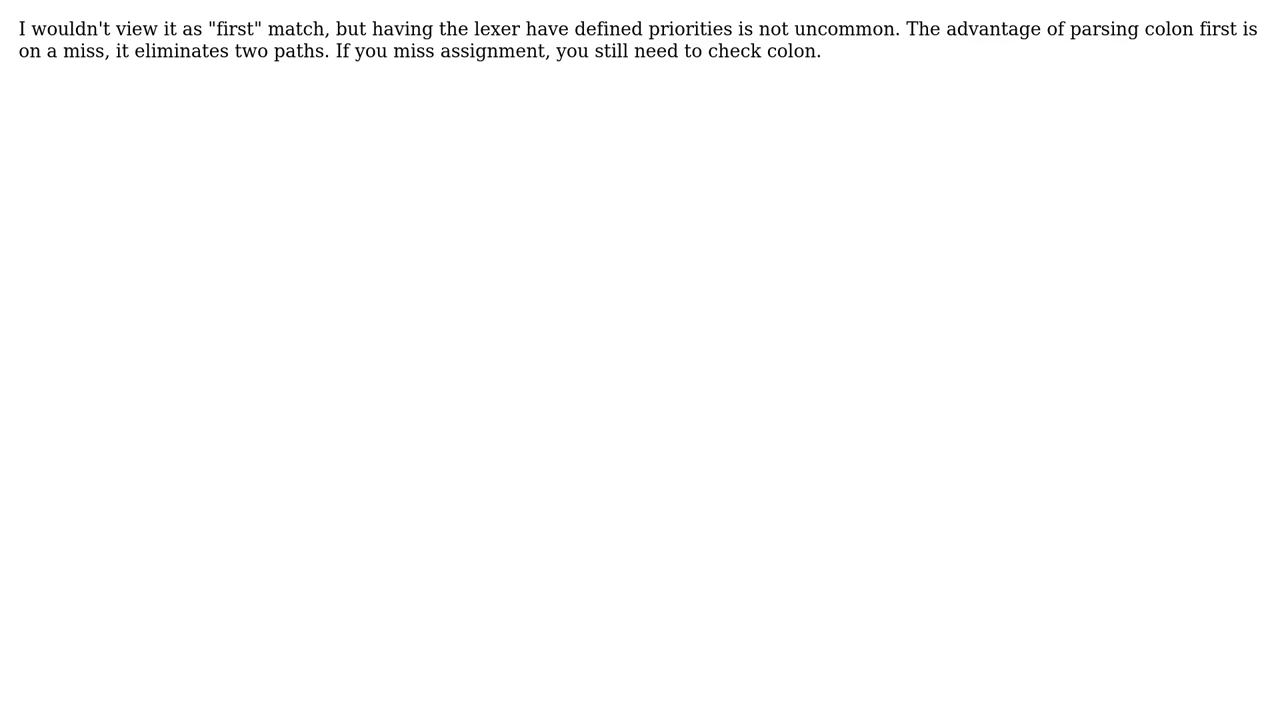 I wouldn't view it as "first" match, but having the lexer have defined priorities is not uncommon. The advantage of parsing colon first is
on a miss, it eliminates two paths. If you miss assignment, you still need to check colon.